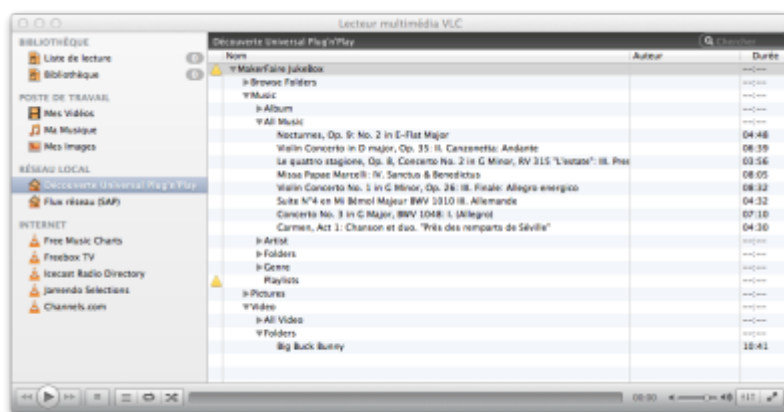 Lecteur multimédia VLC
BIBLIOTHÈQUE
Liste de lecture 0
Bibliothèque 0
POSTE DE TRAVAIL
Mes Vidéos
Ma Musique
Mes Images
RÉSEAU LOCAL
Découverte Universal Plug'n'Play
Flux réseau (SAP)
INTERNET
Free Music Charts
Freebox TV
Icecast Radio Directory
Jamendo Selections
Channels.com
Découverte Universal Plug'n'Play
Chercher
Nom Auteur Durée
MakerFaire JukeBox --:--
Browse Folders --:--
Music --:--
Album --:--
All Music --:--
Nocturnes, Op. 9: No. 2 in E-Flat Major 04:48
Violin Concerto in D major, Op. 35: II. Canzonetta: Andante 06:39
Le quattro stagione, Op. 8, Concerto No. 2 in G Minor, RV 315 "L'estate": III. Pres 03:56
Missa Papae Marcelli: IV. Sanctus & Benedictus 08:05
Violin Concerto No. 1 in G Minor, Op. 26: III. Finale: Allegro energico 08:32
Suite N°4 en Mi Bémol Majeur BWV 1010 III. Allemande 04:32
Concerto No. 3 in G Major, BWV 1048: I. (Allegro) 07:10
Carmen, Act 1: Chanson et duo. "Près des remparts de Séville" 04:30
Artist --:--
Folders --:--
Genre --:--
Playlists --:--
Pictures --:--
Video --:--
All Video --:--
Folders --:--
Big Buck Bunny 10:41
00:00